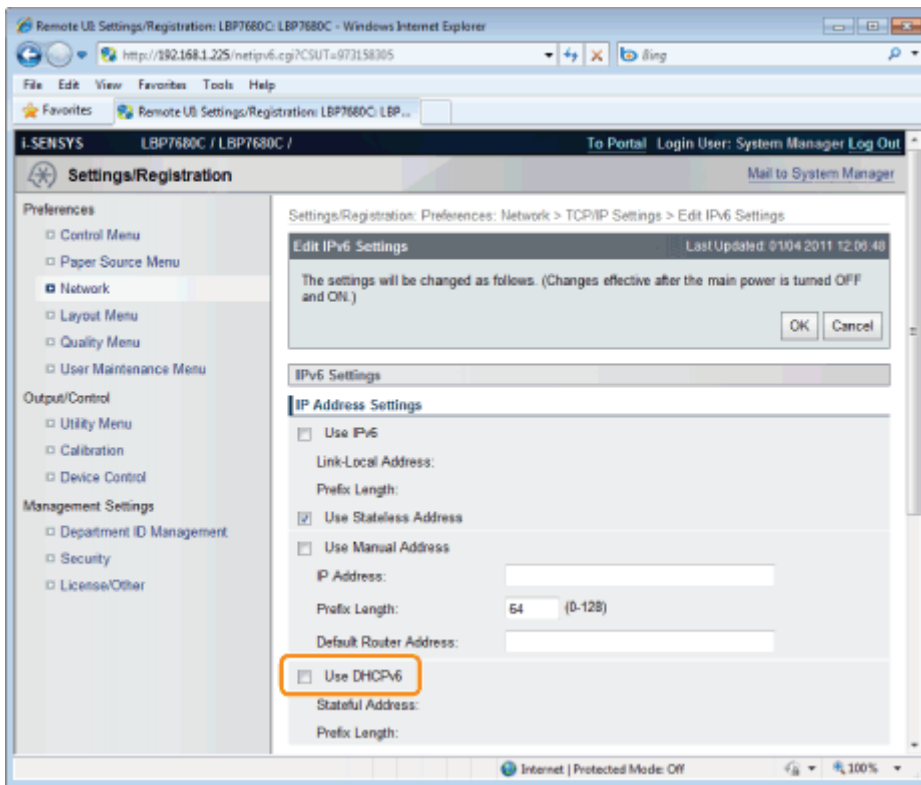 Remote UI: Settings/Registration: LBP7680C: LBP7680C - Windows Internet Explorer
http://192.168.1.225/netipv6.cgi?CSUT=973158305
Bing
File Edit View Favorites Tools Help
Favorites
Remote UI: Settings/Registration: LBP7680C: LBP...
i-SENSYS LBP7680C / LBP7680C /
To Portal Login User: System Manager Log Out
Settings/Registration
Mail to System Manager
Preferences
Control Menu
Paper Source Menu
Network
Layout Menu
Quality Menu
User Maintenance Menu
Output/Control
Utility Menu
Calibration
Device Control
Management Settings
Department ID Management
Security
License/Other
Settings/Registration: Preferences: Network > TCP/IP Settings > Edit IPv6 Settings
Edit IPv6 Settings
Last Updated: 01/04 2011 12:06:48
The settings will be changed as follows. (Changes effective after the main power is turned OFF
and ON.)
OK Cancel
IPv6 Settings
IP Address Settings
Use IPv6
Link-Local Address:
Prefix Length:
Use Stateless Address
Use Manual Address
IP Address:
Prefix Length: 64 (0-128)
Default Router Address:
Use DHCPv6
Stateful Address:
Prefix Length:
Internet | Protected Mode: Off
100%